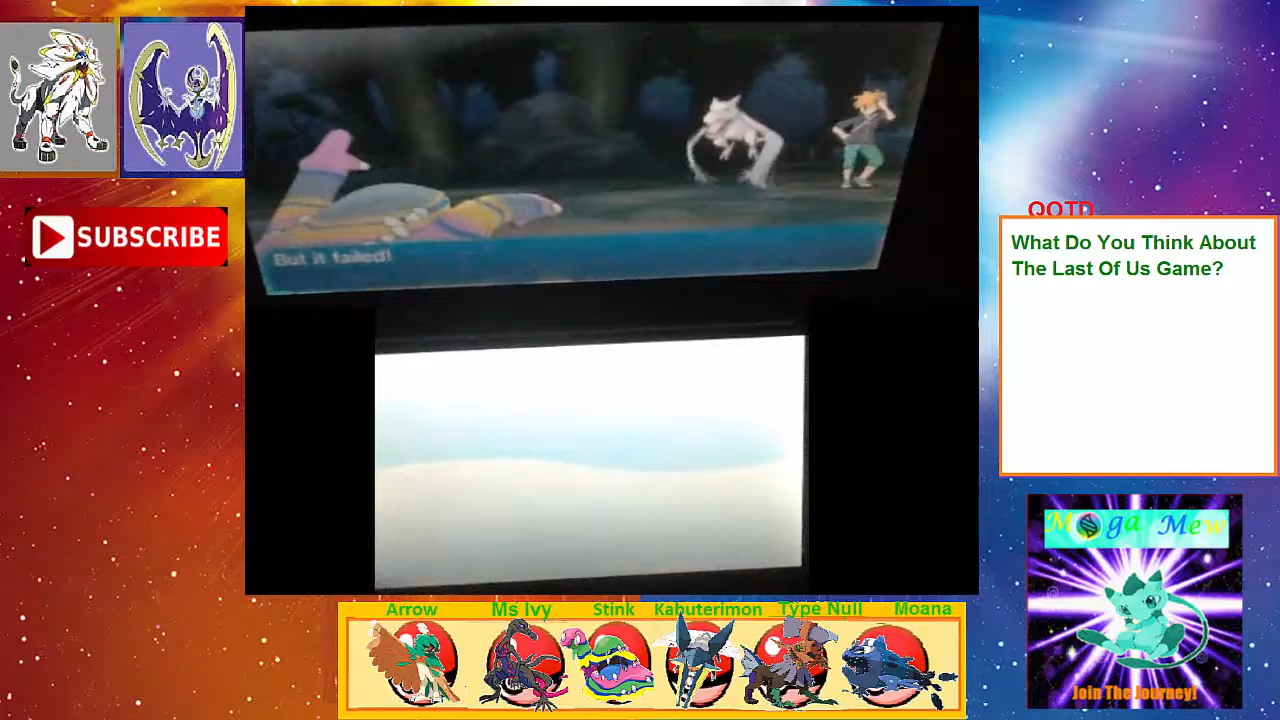 But it failed!
SUBSCRIBE
QOTD
What Do You Think About
The Last Of Us Game?
Arrow Ms Ivy Stink Kabuterimon Type Null Moana
Mega Mew
Join The Journey!